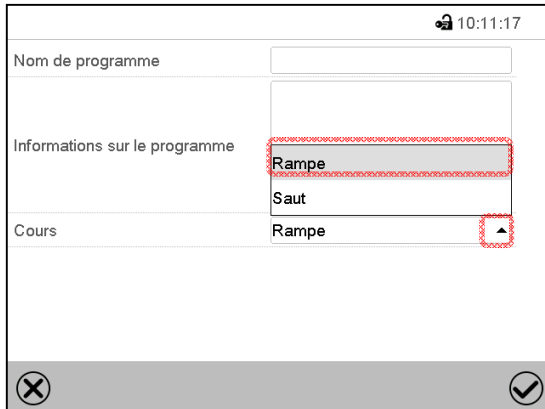 10:11:17
Nom de programme
Informations sur le programme
Rampe
Saut
Cours
Rampe